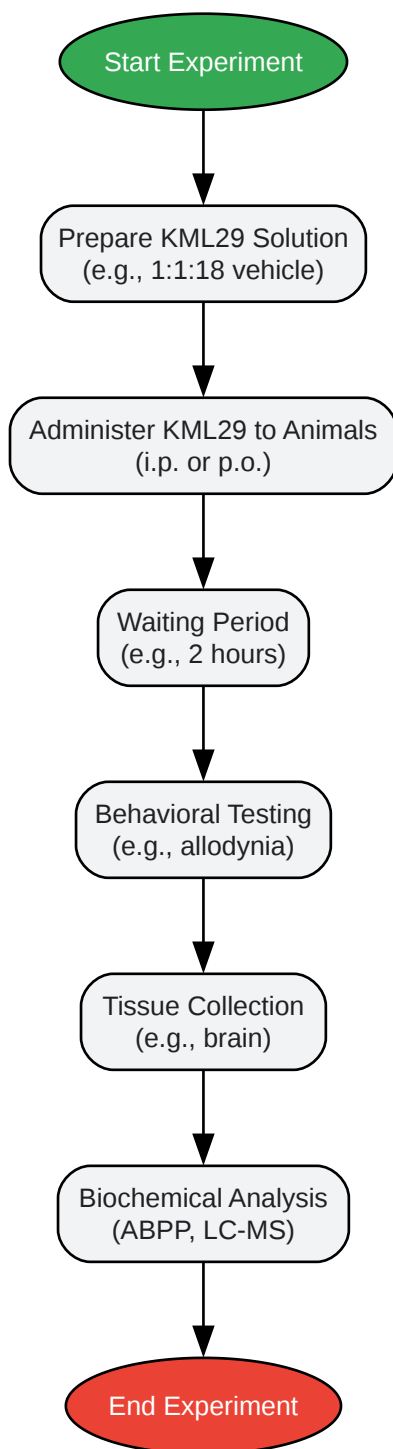 Start Experiment
Prepare KML29 Solution
(e.g., 1:1:18 vehicle)
Administer KML29 to Animals
(i.p. or p.o.)
Waiting Period
(e.g., 2 hours)
Behavioral Testing
(e.g., allodynia)
Tissue Collection
(e.g., brain)
Biochemical Analysis
(ABPP, LC-MS)
End Experiment